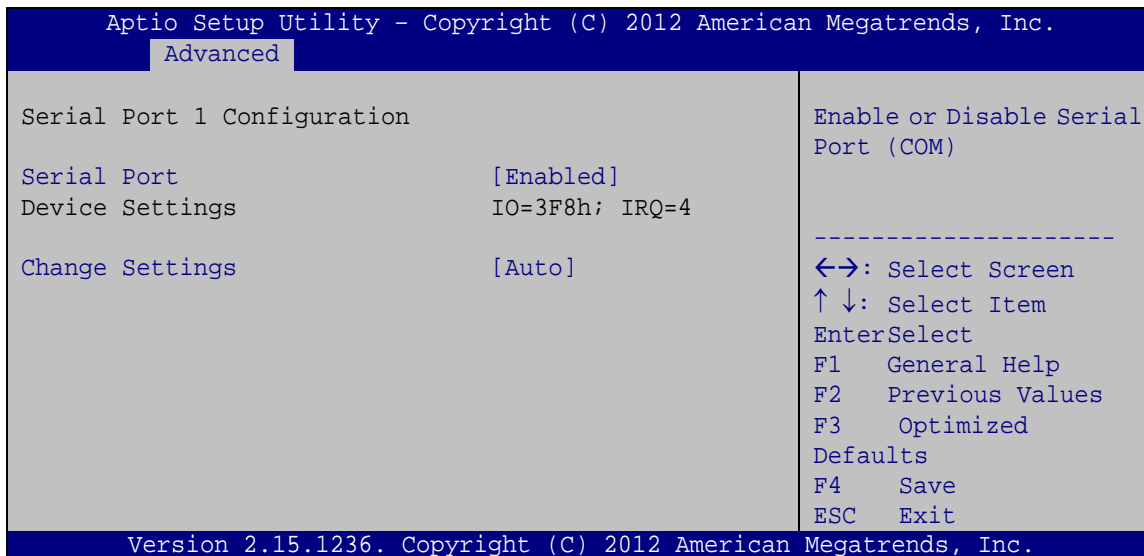 Aptio Setup Utility – Copyright (C) 2012 American Megatrends, Inc.
Advanced
Serial Port 1 Configuration
Serial Port [Enabled]
Device Settings IO=3F8h; IRQ=4
Change Settings [Auto]
Enable or Disable Serial
Port (COM)
---------------------
←→: Select Screen
↑ ↓: Select Item
EnterSelect
F1 General Help
F2 Previous Values
F3 Optimized
Defaults
F4 Save
ESC Exit
Version 2.15.1236. Copyright (C) 2012 American Megatrends, Inc.